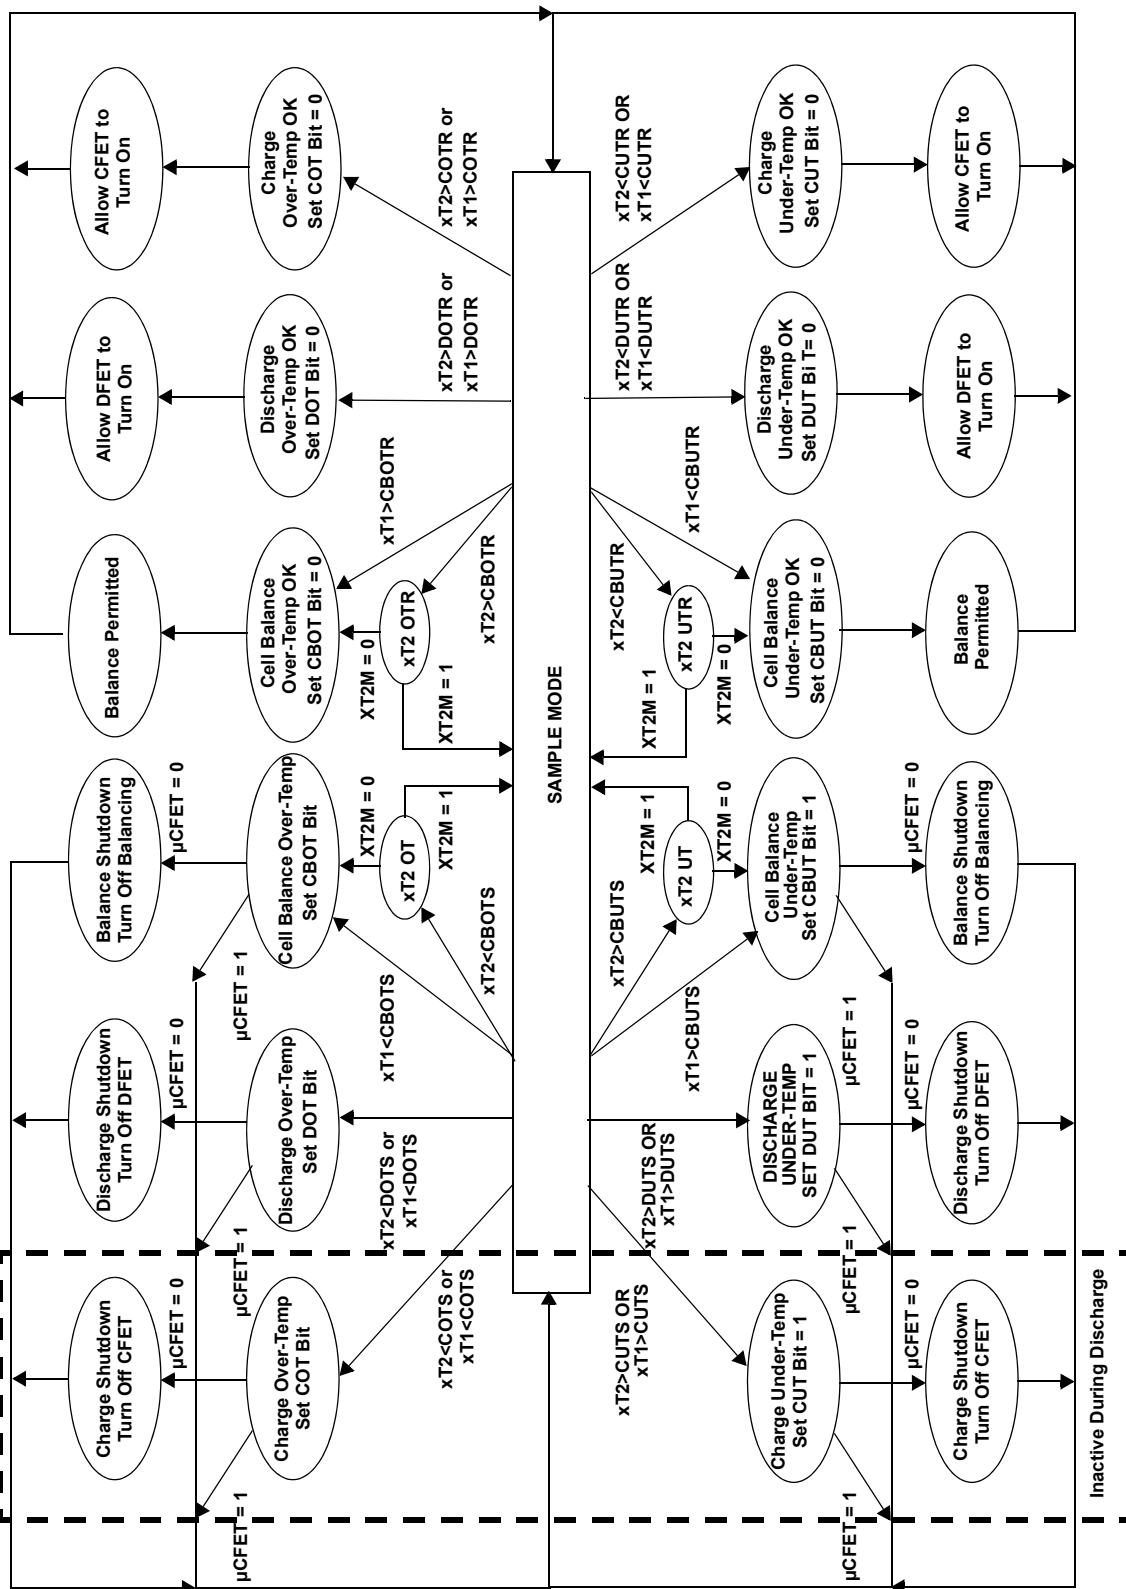 Charge Shutdown
Turn Off CFET
Discharge Shutdown
Turn Off DFET
Balance Shutdown
Turn Off Balancing
Balance Permitted
Allow DFET to
Turn On
Allow CFET to
Turn On
µCFET = 0
µCFET = 0
µCFET = 0
µCFET = 1
µCFET = 1
µCFET = 1
Charge Over-Temp
Set COT Bit
Discharge Over-Temp
Set DOT Bit
Cell Balance Over-Temp
Set CBOT Bit
Cell Balance
Over-Temp OK
Set CBOT Bit = 0
Discharge
Over-Temp OK
Set DOT Bit = 0
Charge
Over-Temp OK
Set COT Bit = 0
XT2M = 0
XT2M = 0
xT2 OT
xT2 OTR
XT2M = 1
XT2M = 1
xT2<COTS or
xT1<COTS
xT2<DOTS or
xT1<DOTS
xT1<CBOTS
xT2<CBOTS
xT1>CBOTR
xT2>CBOTR
xT2>DOTR or
xT1>DOTR
xT2>COTR or
xT1>COTR
SAMPLE MODE
xT2>CUTS OR
xT1>CUTS
xT2>DUTS OR
xT1>DUTS
xT2>CBUTS
xT1>CBUTS
xT2<CBUTR
xT1<CBUTR
xT2<DUTR OR
xT1<DUTR
xT2<CUTR OR
xT1<CUTR
XT2M = 1
XT2M = 1
xT2 UT
xT2 UTR
XT2M = 0
XT2M = 0
Charge Under-Temp
Set CUT Bit = 1
DISCHARGE
UNDER-TEMP
SET DUT BIT = 1
Cell Balance
Under-Temp
Set CBUT Bit = 1
Cell Balance
Under-Temp OK
Set CBUT Bit = 0
Discharge
Under-Temp OK
Set DUT Bi T= 0
Charge
Under-Temp OK
Set CUT Bit = 0
µCFET = 1
µCFET = 1
µCFET = 1
µCFET = 0
µCFET = 0
µCFET = 0
Charge Shutdown
Turn Off CFET
Discharge Shutdown
Turn Off DFET
Balance Shutdown
Turn Off Balancing
Balance
Permitted
Allow DFET to
Turn On
Allow CFET to
Turn On
Inactive During Discharge